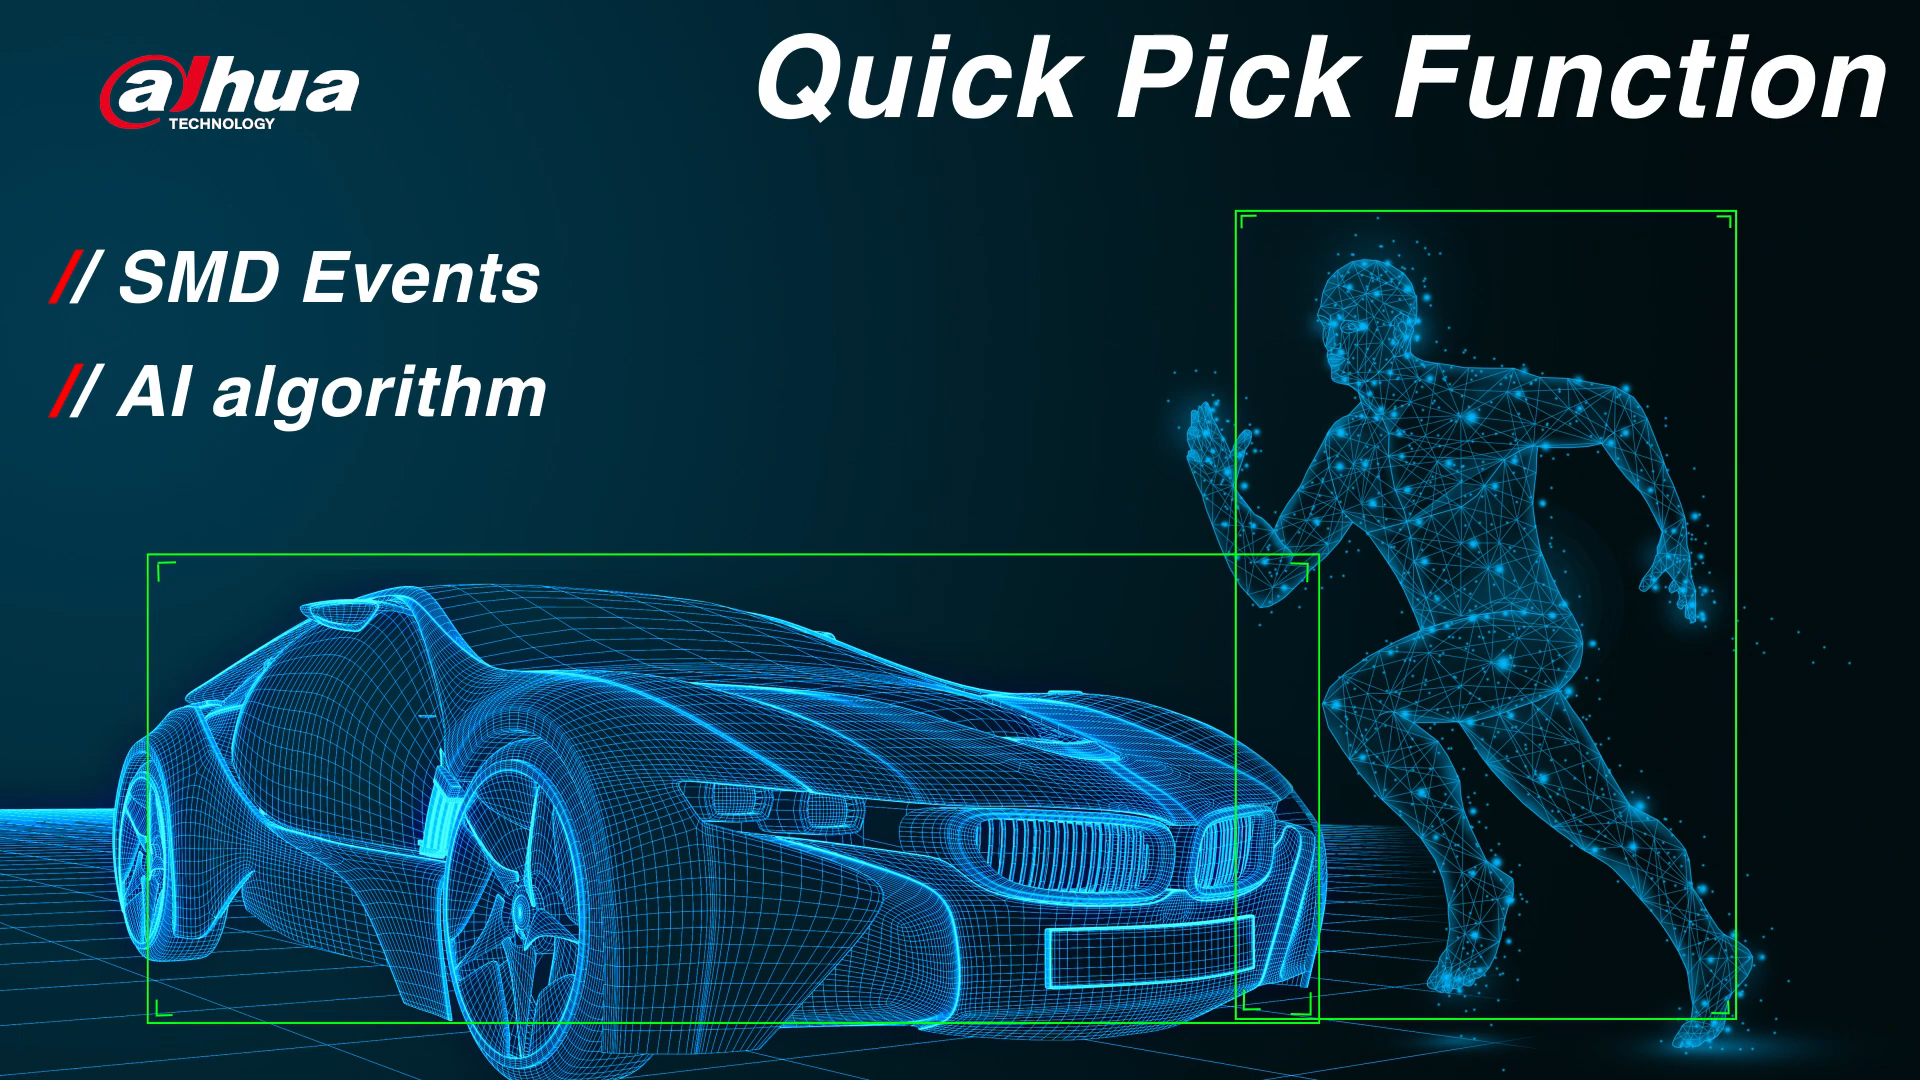 alhua
TECHNOLOGY
Quick Pick Function
// SMD Events
// AI algorithm